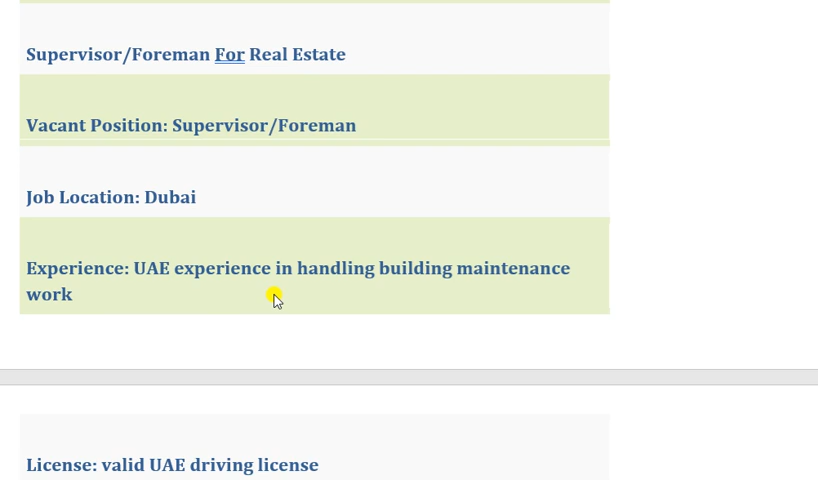 Supervisor/Foreman For Real Estate
Vacant Position: Supervisor/Foreman
Job Location: Dubai
Experience: UAE experience in handling building maintenance
work
License: valid UAE driving license